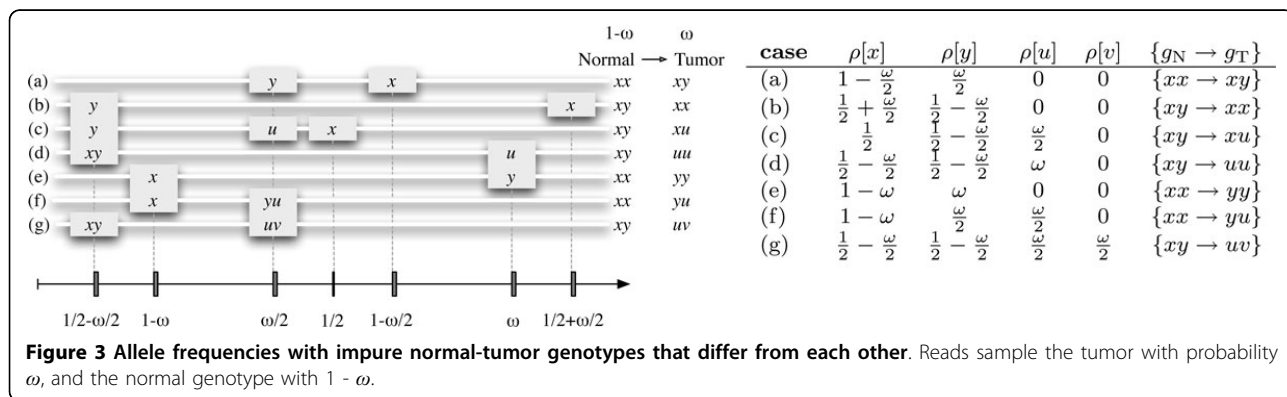 1-ω ω
Normal → Tumor
(a) y x xx xy
(b) y x xy xx
(c) y u x xy xu
(d) xy u xy uu
(e) x y xx yy
(f) x yu xx yu
(g) xy uv xy uv
1/2-ω/2 1-ω ω/2 1/2 1-ω/2 ω 1/2+ω/2
case ρ[x] ρ[y] ρ[u] ρ[v] {gN → gT}
(a) 1 − ω/2 ω/2 0 0 {xx → xy}
(b) 1/2 + ω/2 1/2 − ω/2 0 0 {xy → xx}
(c) 1/2 1/2 − ω/2 ω/2 0 {xy → xu}
(d) 1/2 − ω/2 1/2 − ω/2 ω 0 {xy → uu}
(e) 1 − ω ω 0 0 {xx → yy}
(f) 1 − ω ω/2 ω/2 0 {xx → yu}
(g) 1/2 − ω/2 1/2 − ω/2 ω/2 ω/2 {xy → uv}
Figure 3 Allele frequencies with impure normal-tumor genotypes that differ from each other. Reads sample the tumor with probability
ω, and the normal genotype with 1 - ω.